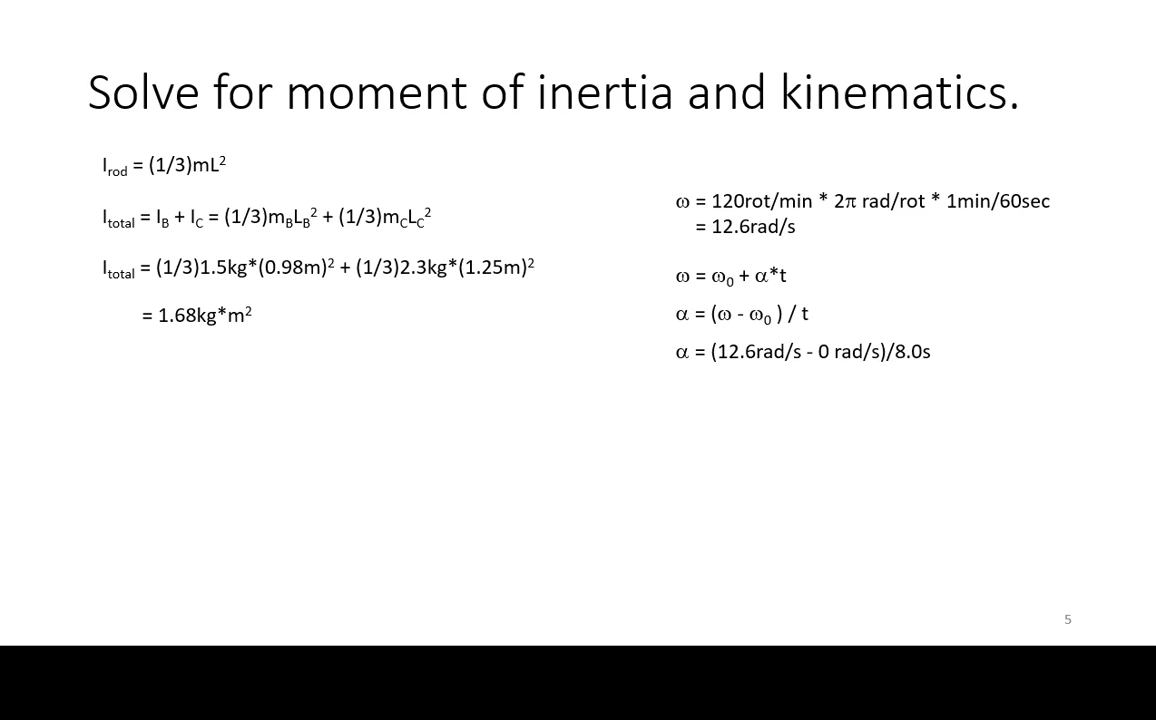 Solve for moment of inertia and kinematics.
I_rod = (1/3)mL²
I_total = I_B + I_C = (1/3)m_BL_B² + (1/3)m_CL_C²
I_total = (1/3)1.5kg*(0.98m)² + (1/3)2.3kg*(1.25m)²
= 1.68kg*m²
ω = 120rot/min * 2π rad/rot * 1min/60sec
= 12.6rad/s
ω = ω₀ + α*t
α = (ω - ω₀ ) / t
α = (12.6rad/s - 0 rad/s)/8.0s
5